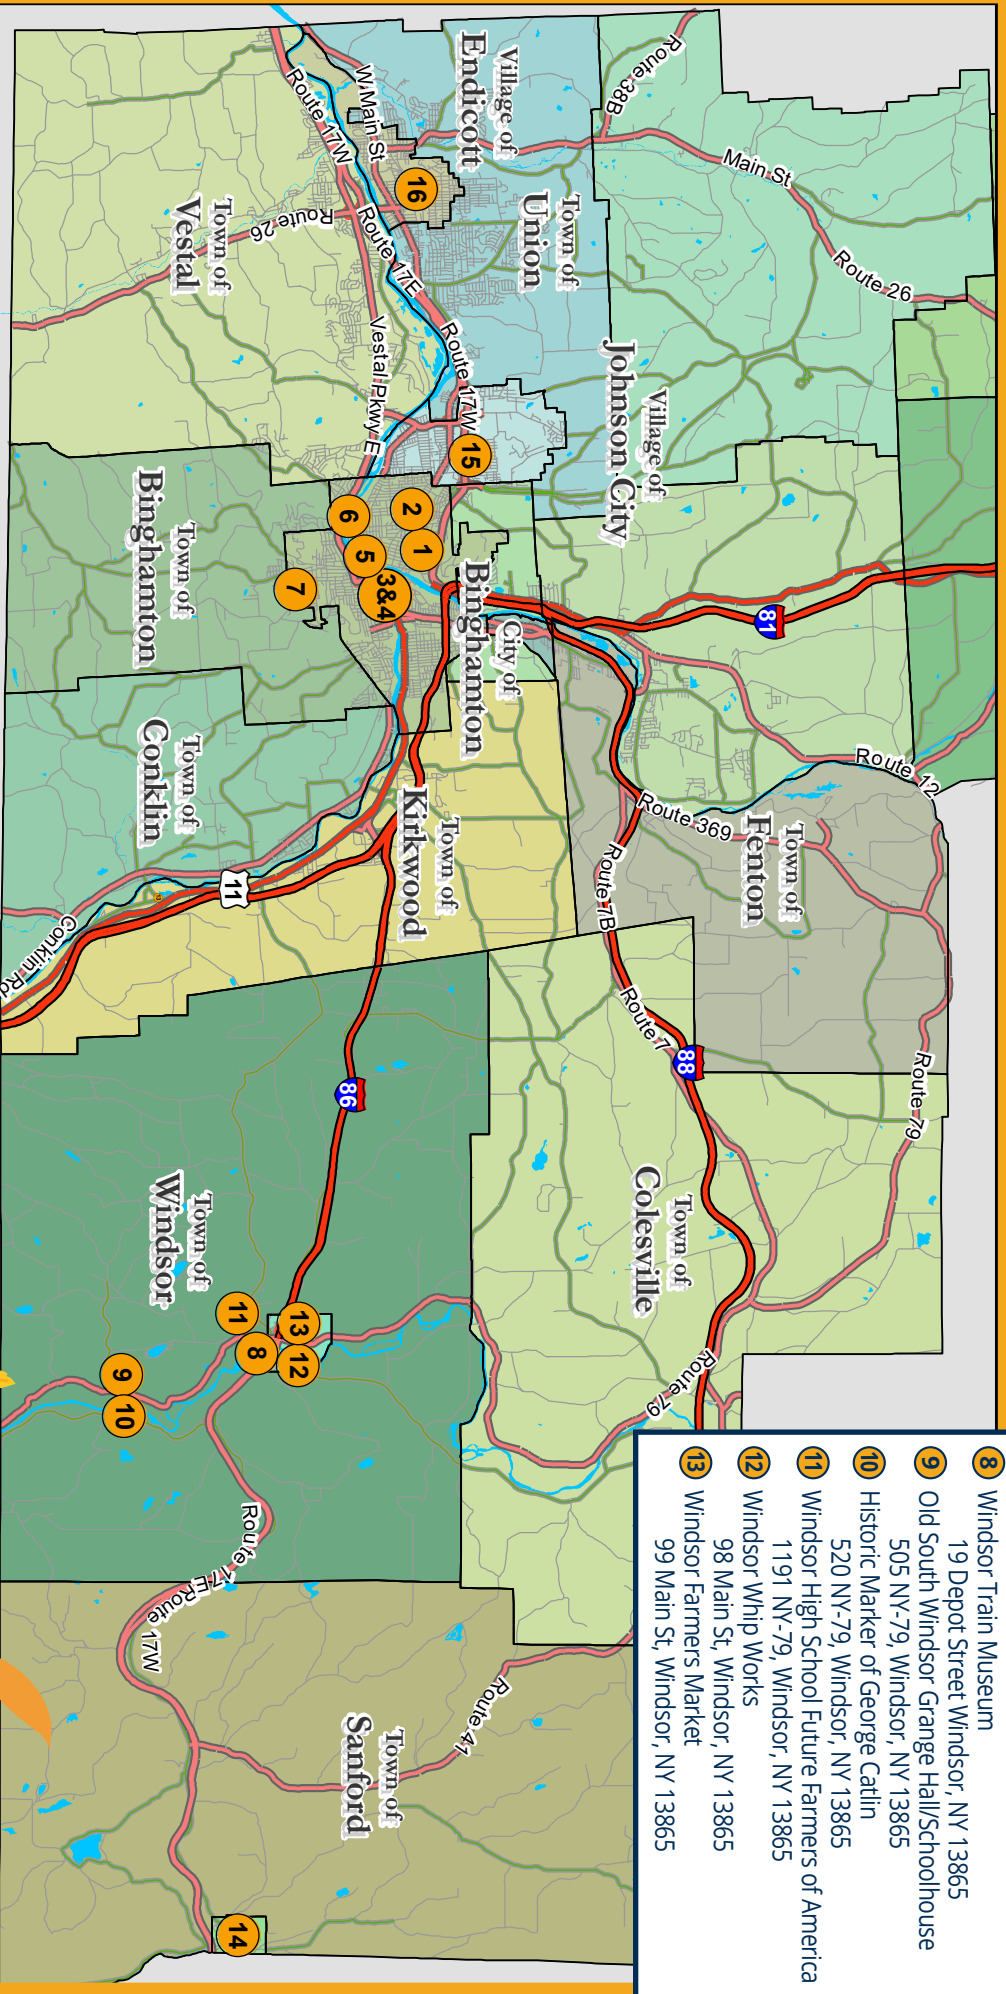 8 Windsor Train Museum
19 Depot Street Windsor, NY 13865
9 Old South Windsor Grange Hall/Schoolhouse
505 NY-79, Windsor, NY 13865
10 Historic Marker of George Catlin
520 NY-79, Windsor, NY 13865
11 Windsor High School Future Farmers of America
1191 NY-79, Windsor, NY 13865
12 Windsor Whip Works
98 Main St, Windsor, NY 13865
13 Windsor Farmers Market
99 Main St, Windsor, NY 13865
Route 38B
Main St
Route 26
Route 12
Route 369
Route 79
81
Village of
Endicott
Town of
Union
Village of
Johnson City
Town of
Fenton
Route 7B
Route 7
88
Town of
Colesville
Route 79
W Main St
Route 17W
16
Route 17E
Route 17W
15
Vestal Pkwy E
Route 26
Town of
Vestal
City of
Binghamton
2
1
6
5
3&4
7
Town of
Binghamton
Town of
Kirkwood
Town of
Conklin
11
Conklin Rd
86
Town of
Windsor
11
13
8
12
9
10
Route 17E
Route 17W
Route 41
Town of
Sanford
14